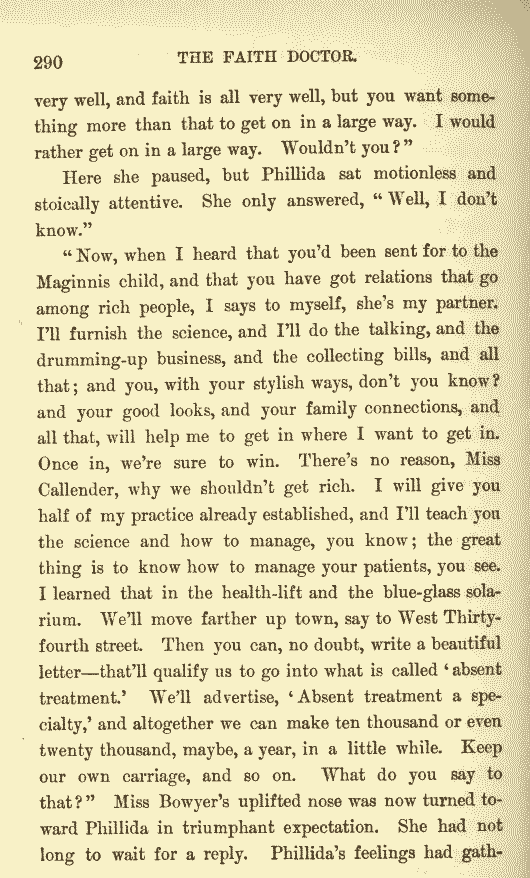 290
THE FAITH DOCTOR.
very well, and faith is all very well, but you want some-
thing more than that to get on in a large way. I would
rather get on in a large way. Wouldn't you?"
Here she paused, but Phillida sat motionless and
stoically attentive. She only answered, "Well, I don't
know."
"Now, when I heard that you'd been sent for to the
Maginnis child, and that you have got relations that go
among rich people, I says to myself, she's my partner.
I'll furnish the science, and I'll do the talking, and the
drumming-up business, and the collecting bills, and all
that; and you, with your stylish ways, don't you know?
and your good looks, and your family connections, and
all that, will help me to get in where I want to get in.
Once in, we're sure to win. There's no reason, Miss
Callender, why we shouldn't get rich. I will give you
half of my practice already established, and I'll teach you
the science and how to manage, you know; the great
thing is to know how to manage your patients, you see.
I learned that in the health-lift and the blue-glass sola-
rium. We'll move farther up town, say to West Thirty-
fourth street. Then you can, no doubt, write a beautiful
letter—that'll qualify us to go into what is called 'absent
treatment.' We'll advertise, 'Absent treatment a spe-
cialty,' and altogether we can make ten thousand or even
twenty thousand, maybe, a year, in a little while. Keep
our own carriage, and so on. What do you say to
that?" Miss Bowyer's uplifted nose was now turned to-
ward Phillida in triumphant expectation. She had not
long to wait for a reply. Phillida's feelings had gath-